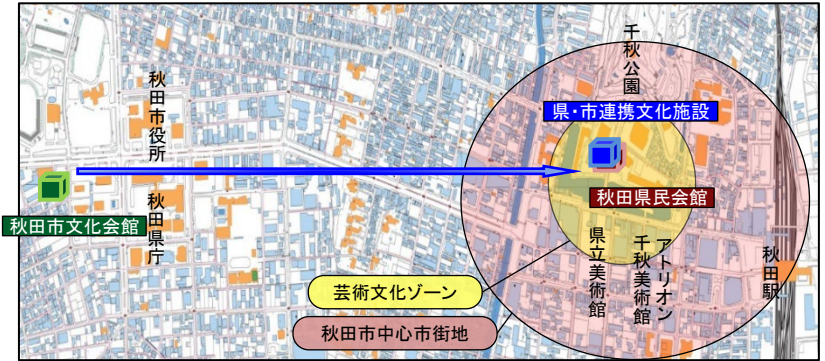 千秋公園
秋田市役所
県・市連携文化施設
秋田県民会館
秋田市文化会館
秋田県庁
県立美術館
アトリオン
千秋美術館
秋田駅
芸術文化ゾーン
秋田市中心市街地